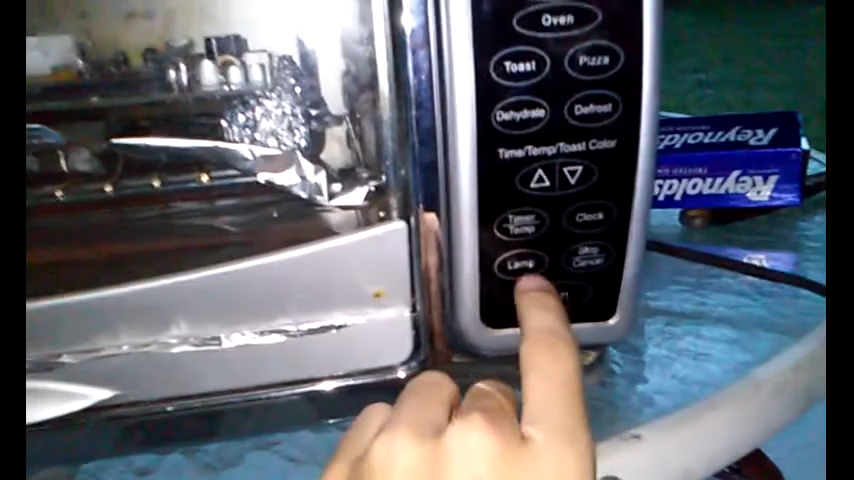 Oven
Toast Pizza
Dehydrate Defrost
Time/Temp/Toast Color
Timer Clock
Temp
Lamp Stop
Cancel
Reynolds
Reynolds